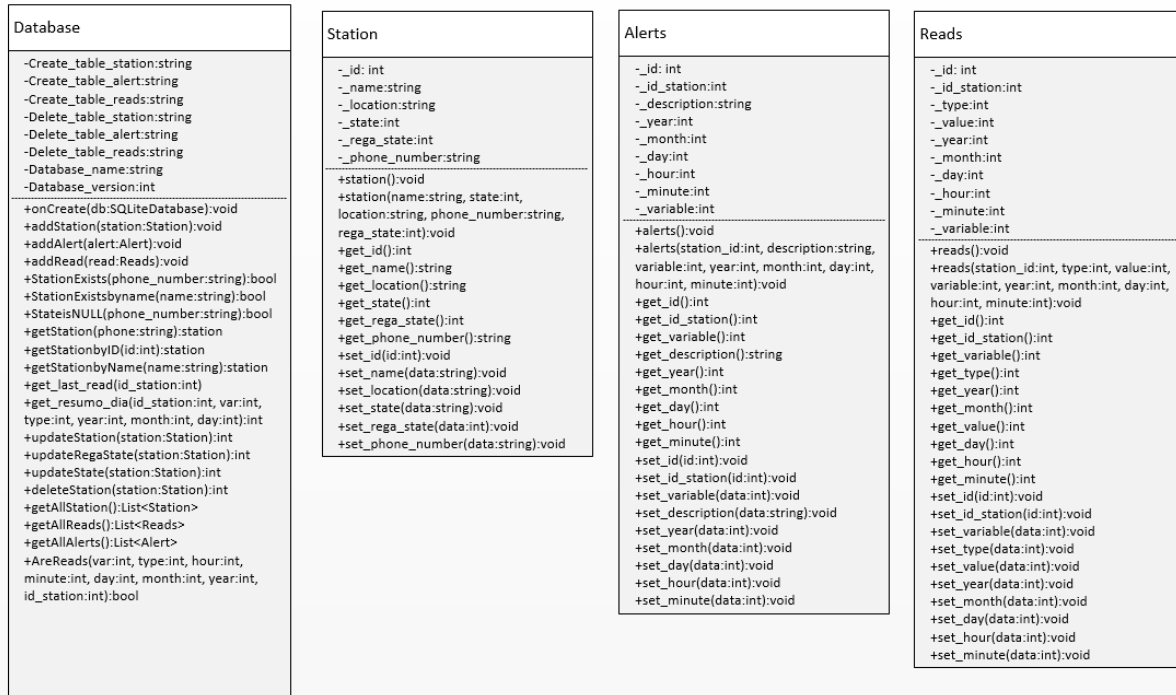 Database
-Create_table_station:string
-Create_table_alert:string
-Create_table_reads:string
-Delete_table_station:string
-Delete_table_alert:string
-Delete_table_reads:string
-Database_name:string
-Database_version:int
+onCreate(db:SQLiteDatabase):void
+addStation(station:Station):void
+addAlert(alert:Alert):void
+addRead(read:Reads):void
+StationExists(phone_number:string):bool
+StationExistsbyname(name:string):bool
+StateisNULL(phone_number:string):bool
+getStation(phone:string):station
+getStationbyID(id:int):station
+getStationbyName(name:string):station
+get_last_read(id_station:int)
+get_resumo_dia(id_station:int, var:int,
type:int, year:int, month:int, day:int):int
+updateStation(station:Station):int
+updateRegaState(station:Station):int
+updateState(station:Station):int
+deleteStation(station:Station):int
+getAllStation():List<Station>
+getAllReads():List<Reads>
+getAllAlerts():List<Alert>
+AreReads(var:int, type:int, hour:int,
minute:int, day:int, month:int, year:int,
id_station:int):bool
Station
-_id: int
-_name:string
-_location:string
-_state:int
-_rega_state:int
-_phone_number:string
+station():void
+station(name:string, state:int,
location:string, phone_number:string,
rega_state:int):void
+get_id():int
+get_name():string
+get_location():string
+get_state():int
+get_rega_state():int
+get_phone_number():string
+set_id(id:int):void
+set_name(data:string):void
+set_location(data:string):void
+set_state(data:string):void
+set_rega_state(data:int):void
+set_phone_number(data:string):void
Alerts
-_id: int
-_id_station:int
-_description:string
-_year:int
-_month:int
-_day:int
-_hour:int
-_minute:int
-_variable:int
+alerts():void
+alerts(station_id:int, description:string,
variable:int, year:int, month:int, day:int,
hour:int, minute:int):void
+get_id():int
+get_id_station():int
+get_variable():int
+get_description():string
+get_year():int
+get_month():int
+get_day():int
+get_hour():int
+get_minute():int
+set_id(id:int):void
+set_id_station(id:int):void
+set_variable(data:int):void
+set_description(data:string):void
+set_year(data:int):void
+set_month(data:int):void
+set_day(data:int):void
+set_hour(data:int):void
+set_minute(data:int):void
Reads
-_id: int
-_id_station:int
-_type:int
-_value:int
-_year:int
-_month:int
-_day:int
-_hour:int
-_minute:int
-_variable:int
+reads():void
+reads(station_id:int, type:int, value:int,
variable:int, year:int, month:int, day:int,
hour:int, minute:int):void
+get_id():int
+get_id_station():int
+get_variable():int
+get_type():int
+get_year():int
+get_month():int
+get_value():int
+get_day():int
+get_hour():int
+get_minute():int
+set_id(id:int):void
+set_id_station(id:int):void
+set_variable(data:int):void
+set_type(data:int):void
+set_value(data:int):void
+set_year(data:int):void
+set_month(data:int):void
+set_day(data:int):void
+set_hour(data:int):void
+set_minute(data:int):void